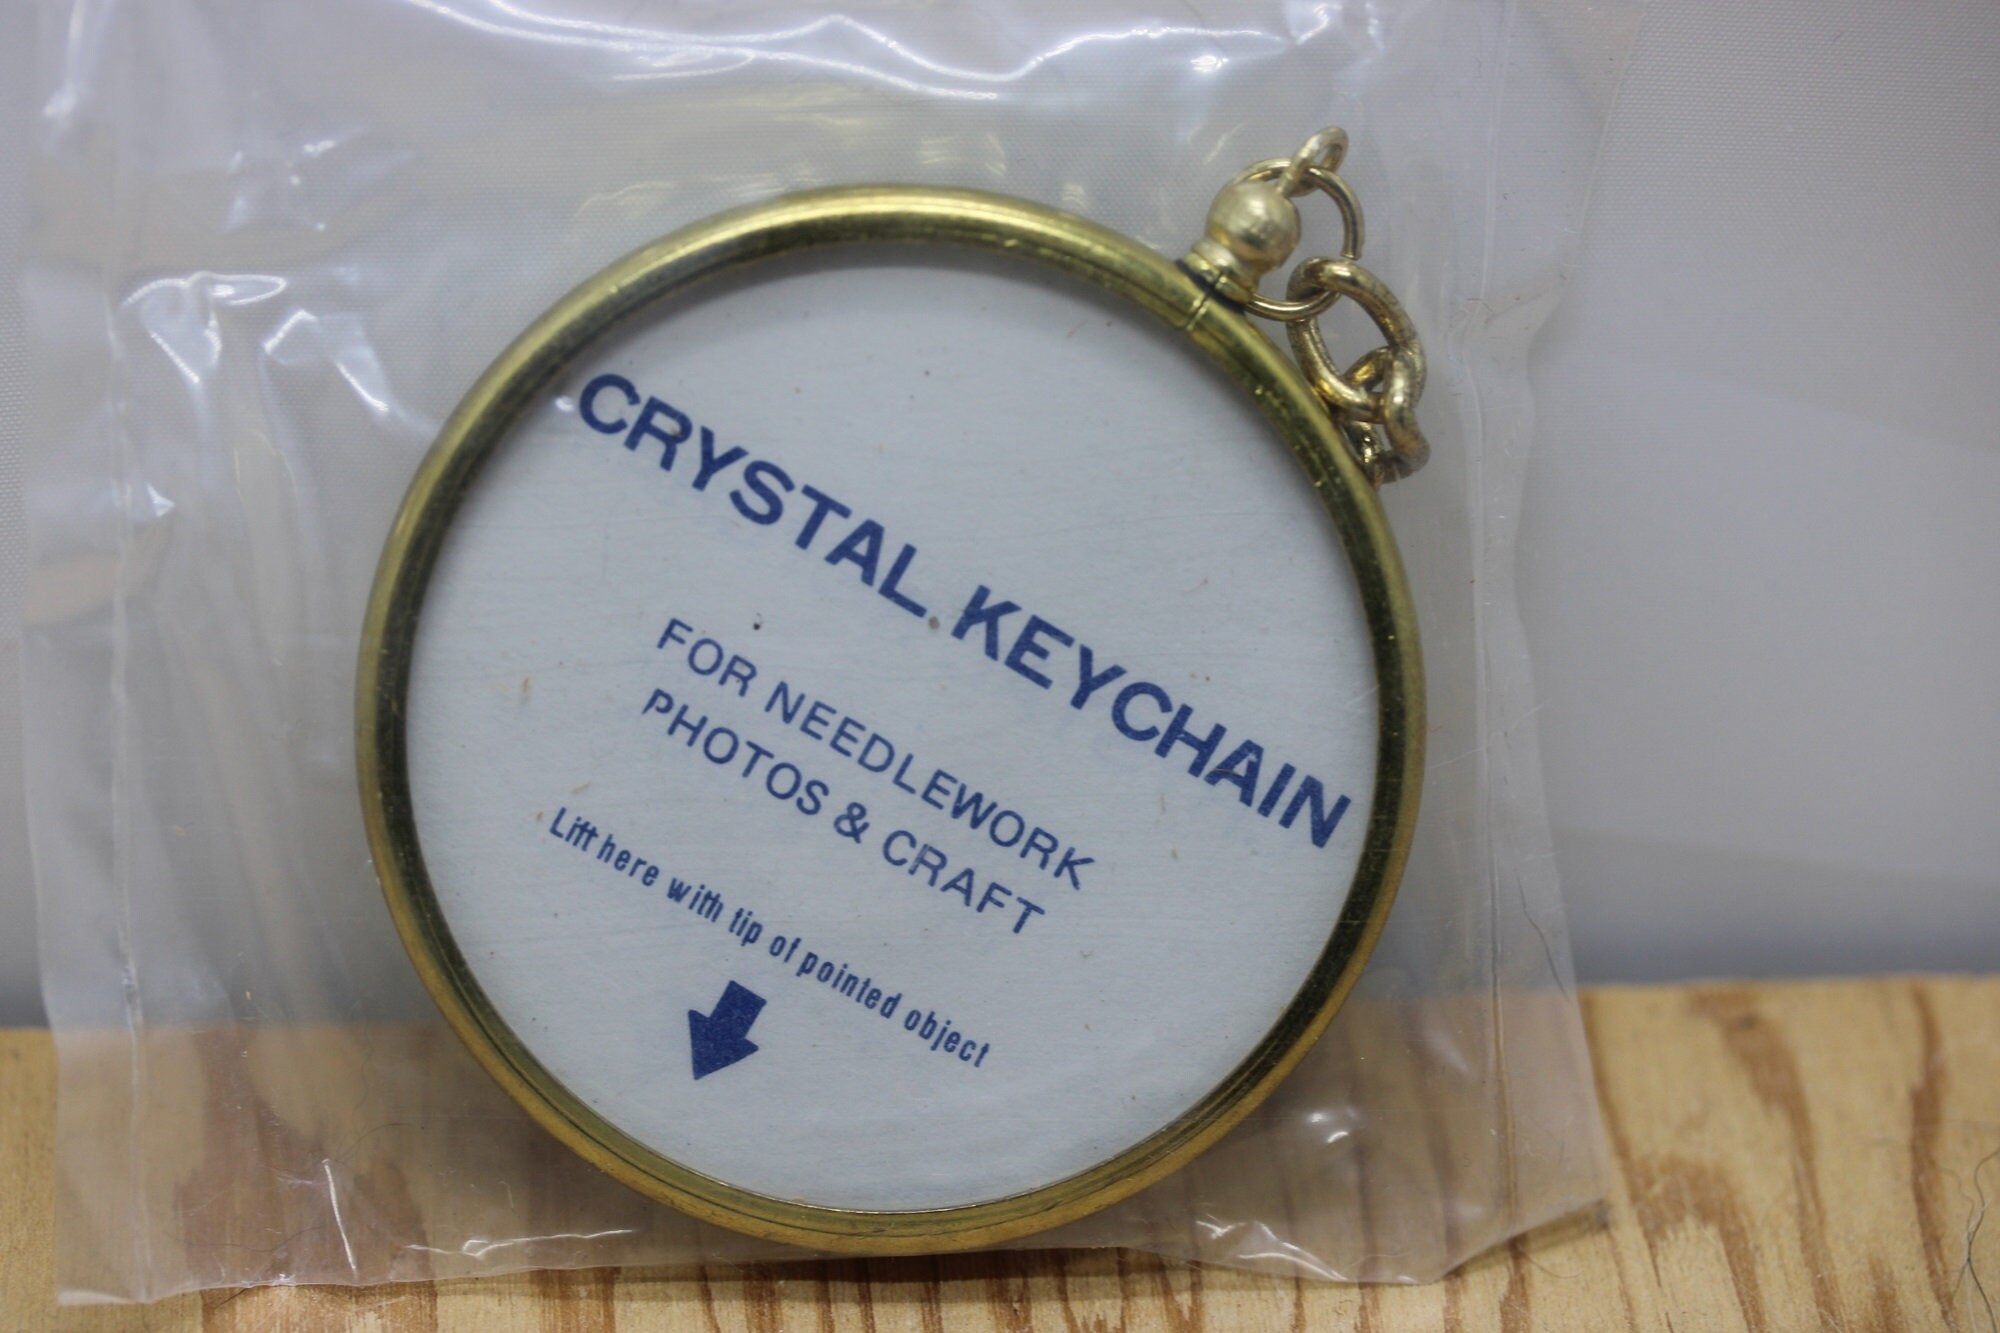 CRYSTAL KEYCHAIN
FOR NEEDLEWORK
PHOTOS & CRAFT
Lift here with tip of pointed object